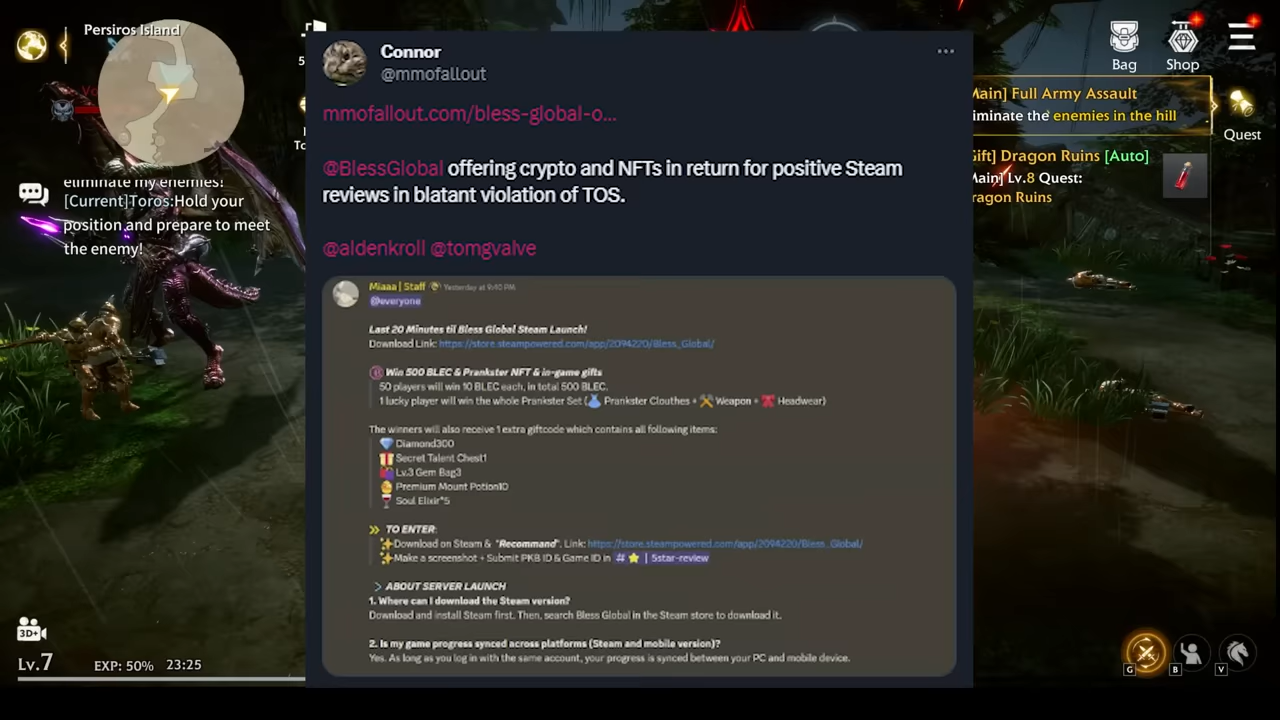 Persiros Island
Bag
Shop
Main] Full Army Assault
iminate the enemies in the hill
Quest
Gift] Dragon Ruins [Auto]
Main] Lv.8 Quest:
ragon Ruins
eliminate my enemies!
[Current]Toros:Hold your
position,and prepare to meet
the enemy!
Connor
@mmofallout
mmofallout.com/bless-global-o...
@BlessGlobal offering crypto and NFTs in return for positive Steam
reviews in blatant violation of TOS.
@aldenkroll @tomgvalve
Miaaa | Staff Yesterday at 9:40 PM
@everyone
Last 20 Minutes til Bless Global Steam Launch!
Download Link: https://store.steampowered.com/app/2094220/Bless_Global/
Win 500 BLEC & Prankster NFT & in-game gifts
50 players will win 10 BLEC each, in total 500 BLEC.
1 lucky player will win the whole Prankster Set ( Prankster Clouthes + Weapon + Headwear)
The winners will also receive 1 extra giftcode which contains all following items:
Diamond300
Secret Talent Chest1
Lv.3 Gem Bag3
Premium Mount Potion10
Soul Elixir*5
TO ENTER:
Download on Steam & "Recommand". Link: https://store.steampowered.com/app/2094220/Bless_Global/
Make a screenshot + Submit PKB ID & Game ID in # | 5star-review
ABOUT SERVER LAUNCH
1. Where can I download the Steam version?
Download and install Steam first. Then, search Bless Global in the Steam store to download it.
2. Is my game progress synced across platforms (Steam and mobile version)?
Yes. As long as you log in with the same account, your progress is synced between your PC and mobile device.
3D+
Lv.7
EXP: 50%
23:25
G
B
V